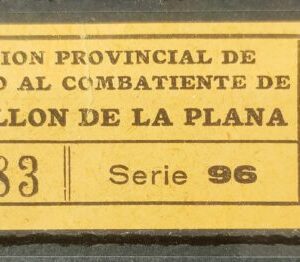 ION PROVINCIAL DE
O AL COMBATIENTE DE
LLON DE LA PLANA
83 Serie 96